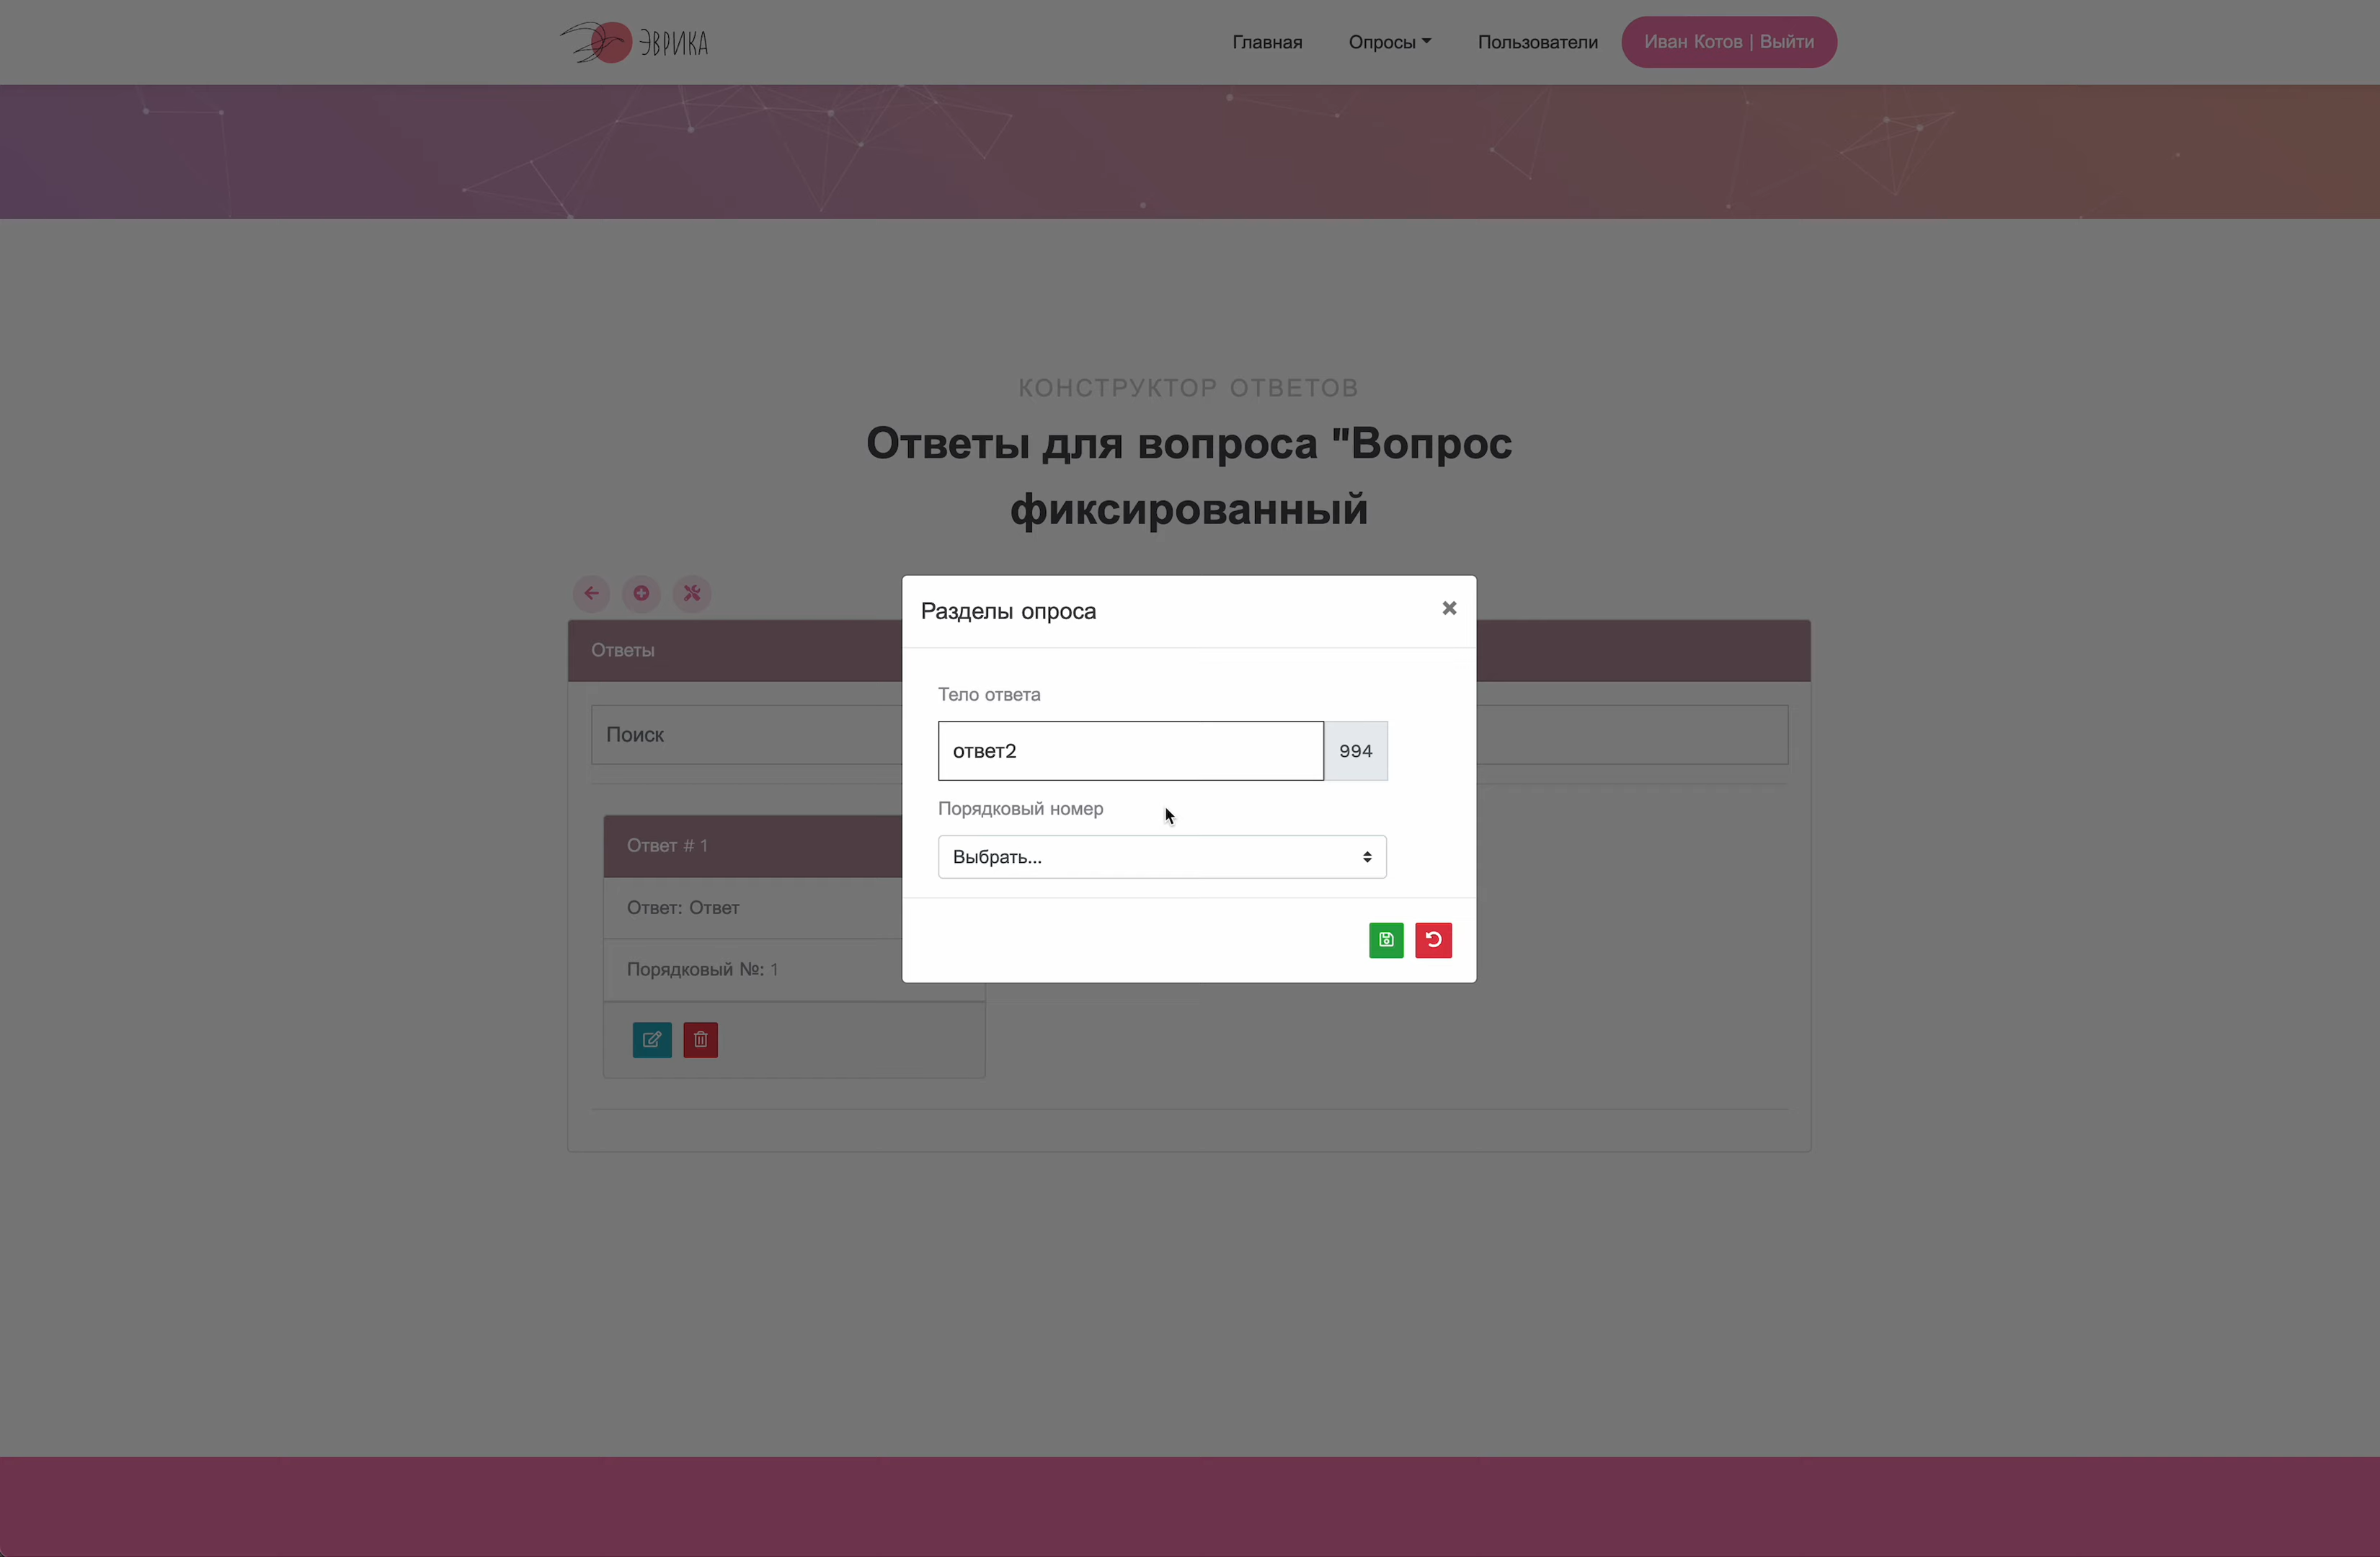 ЭВРИКА
Главная
Опросы
Пользователи
Иван Котов | Выйти
КОНСТРУКТОР ОТВЕТОВ
Ответы для вопроса "Вопрос
фиксированный
Разделы опроса
Ответы
Тело ответа
Поиск
ответ2
994
Порядковый номер
Выбрать...
Ответ # 1
Ответ: Ответ
Порядковый №: 1